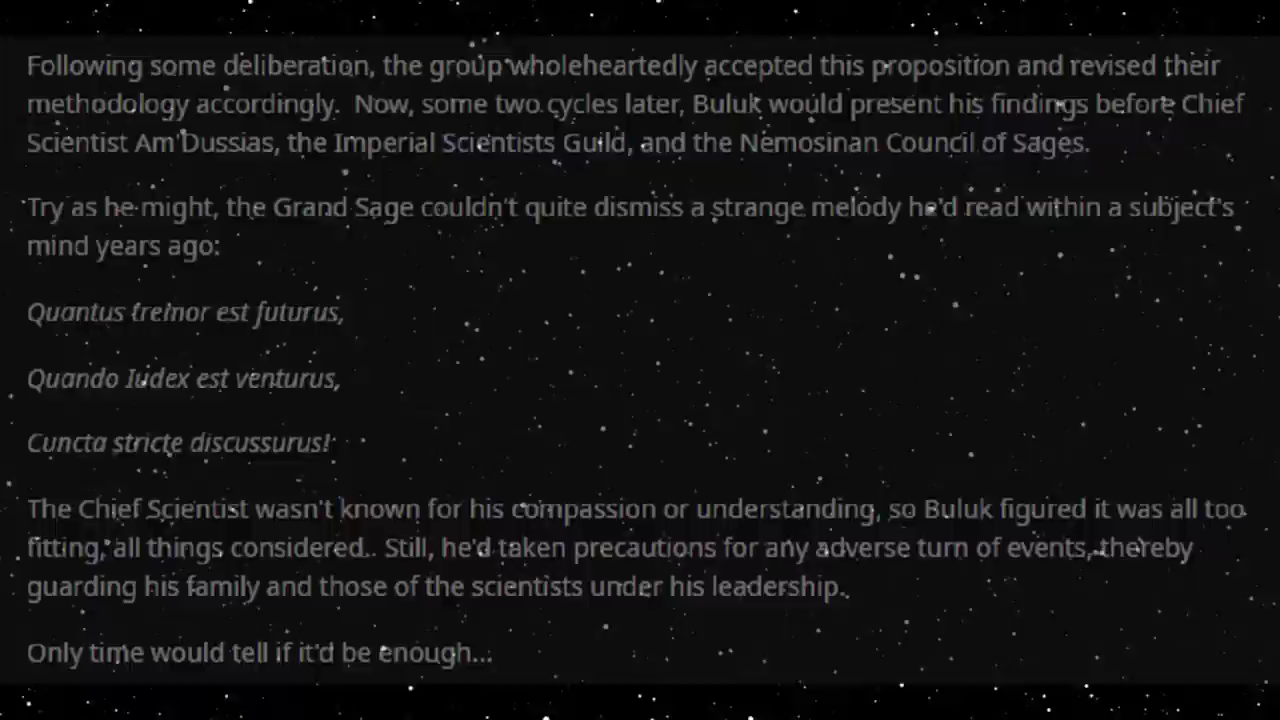 Following some deliberation, the group wholeheartedly accepted this proposition and revised their
methodology accordingly.  Now, some two cycles later, Buluk would present his findings before Chief
Scientist Am'Dussias, the Imperial Scientists Guild, and the Nemosinan Council of Sages.
Try as he might, the Grand Sage couldn't quite dismiss a strange melody he'd read within a subject's
mind years ago:
Quantus tremor est futurus,
Quando Iudex est venturus,
Cuncta stricte discussurus!
The Chief Scientist wasn't known for his compassion or understanding, so Buluk figured it was all too
fitting, all things considered.  Still, he'd taken precautions for any adverse turn of events, thereby
guarding his family and those of the scientists under his leadership.
Only time would tell if it'd be enough...